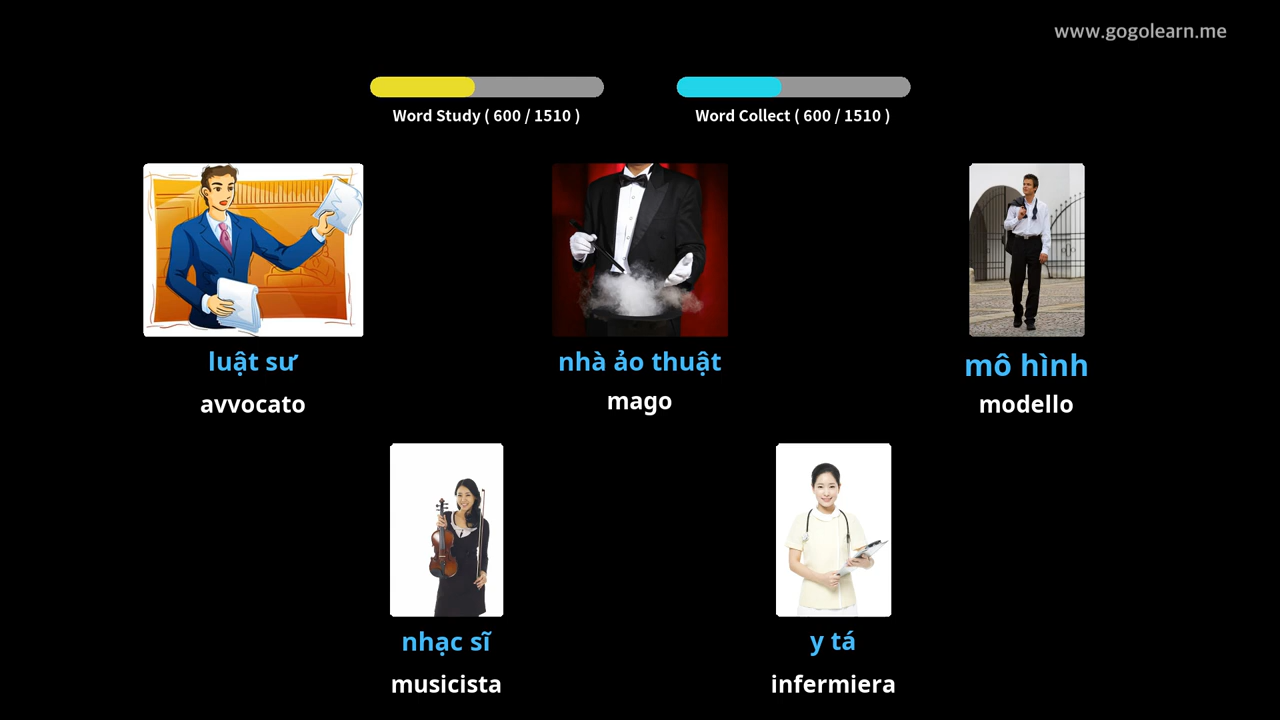 www.gogolearn.me
Word Study ( 600 / 1510 )
Word Collect ( 600 / 1510 )
luật sư
nhà ảo thuật
mô hình
avvocato
mago
modello
nhạc sĩ
y tá
musicista
infermiera